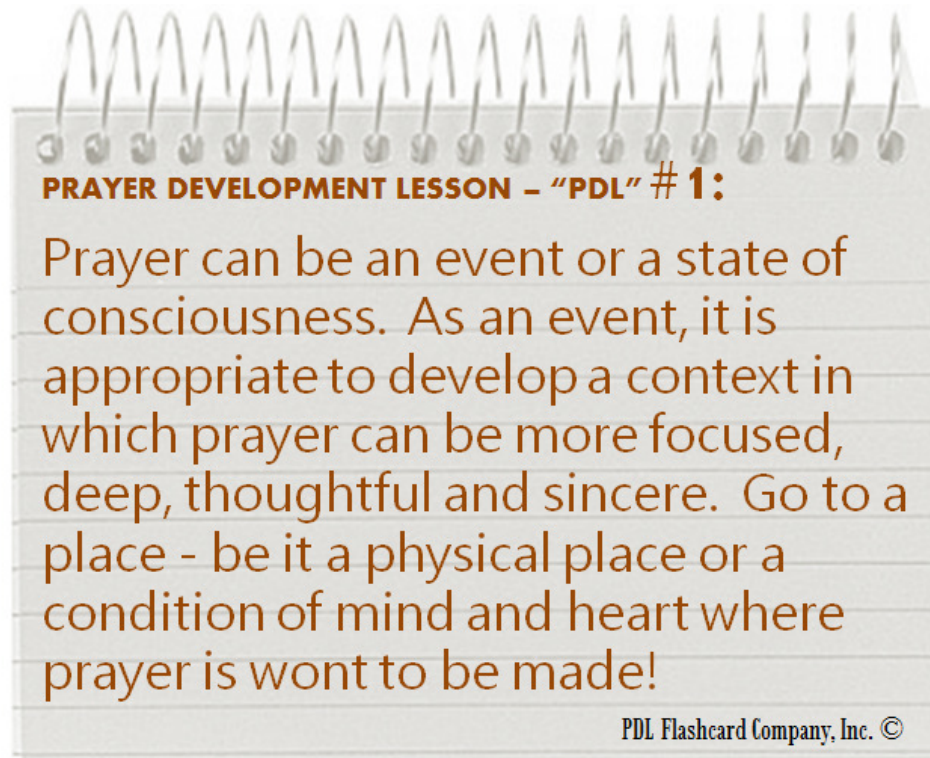 PRAYER DEVELOPMENT LESSON – “PDL” # 1:
Prayer can be an event or a state of
consciousness.  As an event, it is
appropriate to develop a context in
which prayer can be more focused,
deep, thoughtful and sincere.  Go to a
place - be it a physical place or a
condition of mind and heart where
prayer is wont to be made!
PDL Flashcard Company, Inc. ©